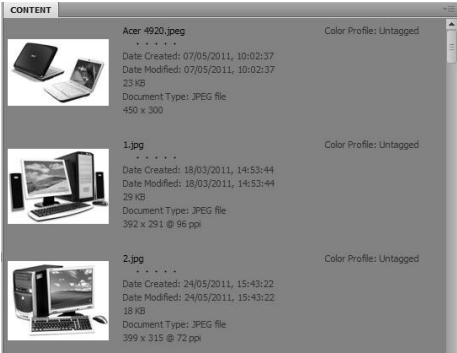 CONTENT
Acer 4920.jpeg Color Profile: Untagged
Date Created: 07/05/2011, 10:02:37
Date Modified: 07/05/2011, 10:02:37
23 KB
Document Type: JPEG file
450 x 300
1.jpg Color Profile: Untagged
Date Created: 18/03/2011, 14:53:44
Date Modified: 18/03/2011, 14:53:44
29 KB
Document Type: JPEG file
392 x 291 @ 96 ppi
2.jpg Color Profile: Untagged
Date Created: 24/05/2011, 15:43:22
Date Modified: 24/05/2011, 15:43:22
18 KB
Document Type: JPEG file
399 x 315 @ 72 ppi